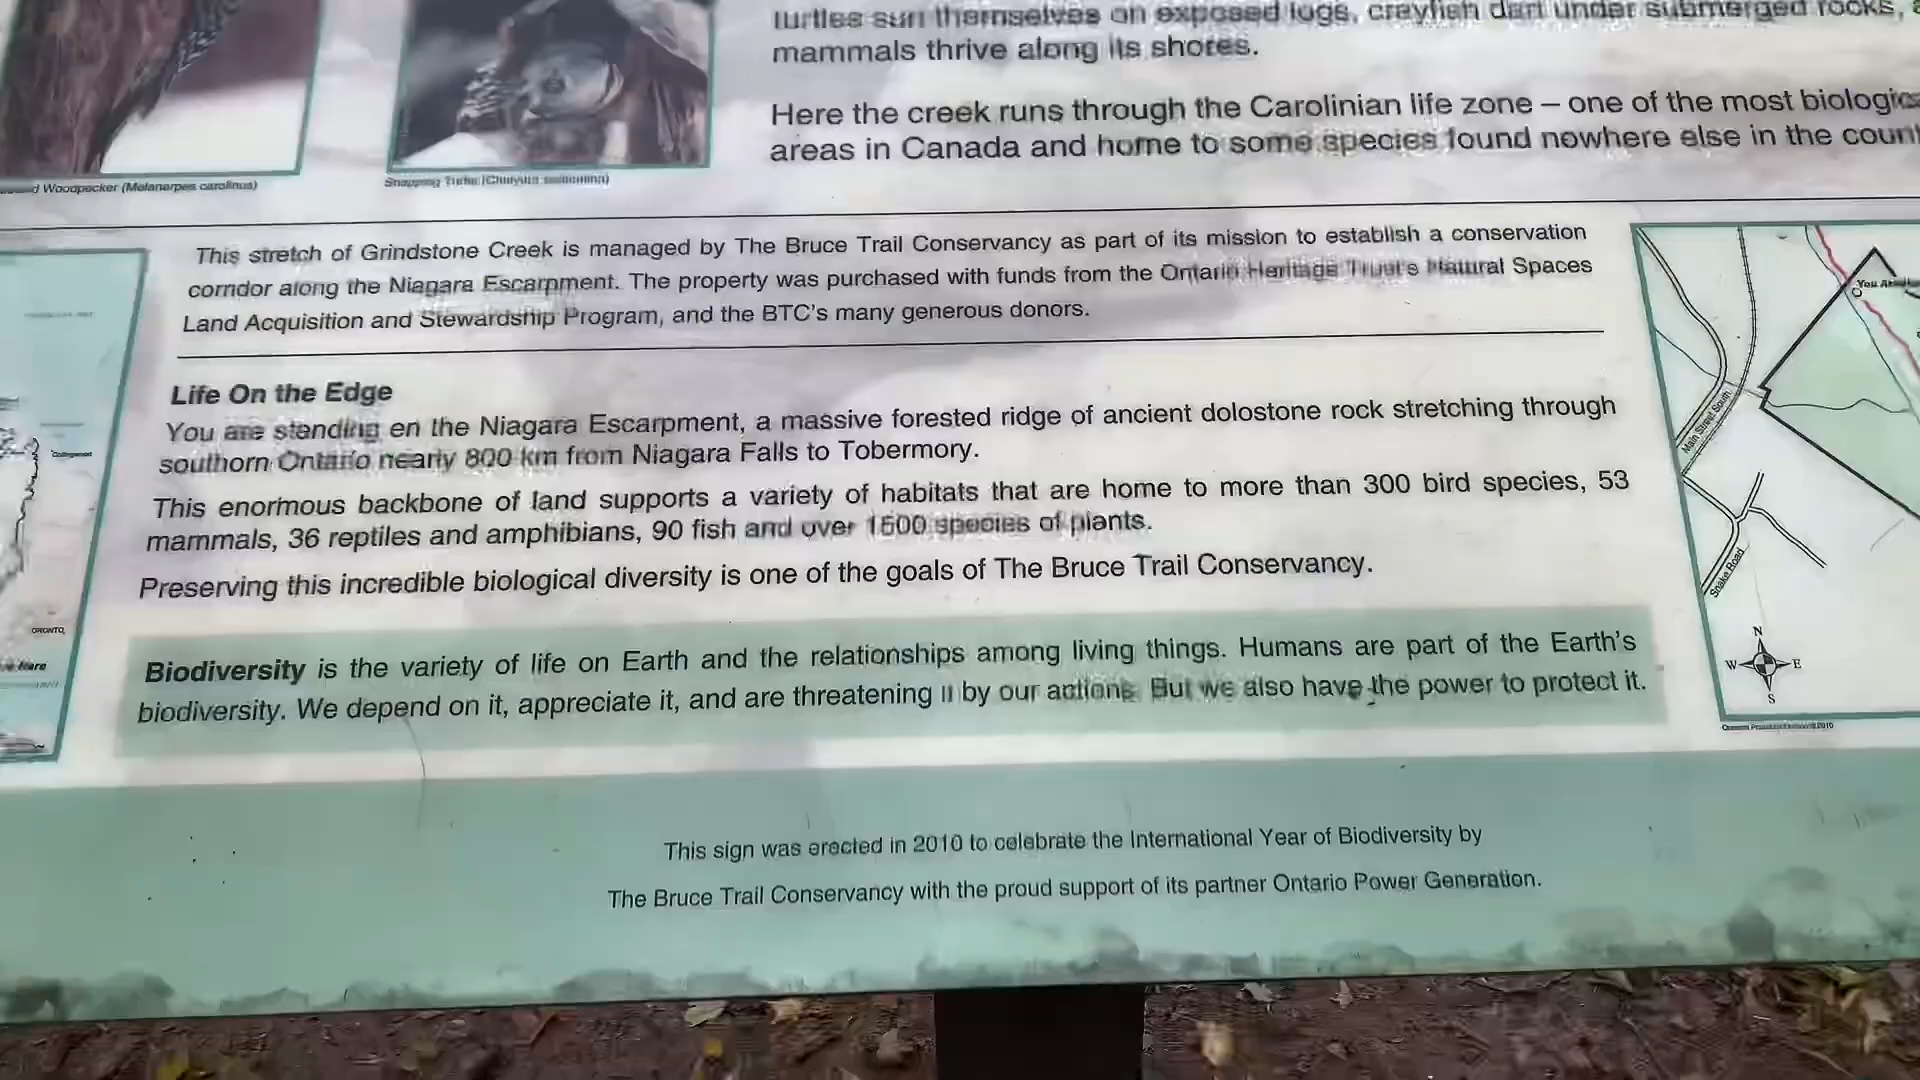 turtles sun themselves on exposed logs, crayfish dart under submerged rocks,
mammals thrive along its shores.
Here the creek runs through the Carolinian life zone – one of the most
areas in Canada and home to some species found nowhere else in the
Woodpecker (Melanerpes carolinus)
Snapping Turtle
This stretch of Grindstone Creek is managed by The Bruce Trail Conservancy as part of its mission to establish a conservation
corridor along the Niagara Escarpment. The property was purchased with funds from the Ontario Heritage Trust's Natural Spaces
Land Acquisition and Stewardship Program, and the BTC's many generous donors.
Life On the Edge
You are standing on the Niagara Escarpment, a massive forested ridge of ancient dolostone rock stretching through
southern Ontario nearly 800 km from Niagara Falls to Tobermory.
This enormous backbone of land supports a variety of habitats that are home to more than 300 bird species, 53
mammals, 36 reptiles and amphibians, 90 fish and over 1500 species of plants.
Preserving this incredible biological diversity is one of the goals of The Bruce Trail Conservancy.
Biodiversity is the variety of life on Earth and the relationships among living things. Humans are part of the Earth's
biodiversity. We depend on it, appreciate it, and are threatening it by our actions. But we also have the power to protect it.
This sign was erected in 2010 to celebrate the International Year of Biodiversity by
The Bruce Trail Conservancy with the proud support of its partner Ontario Power Generation.
Collingwood
You Are
Main Street South
Snake Road
N
W
E
S